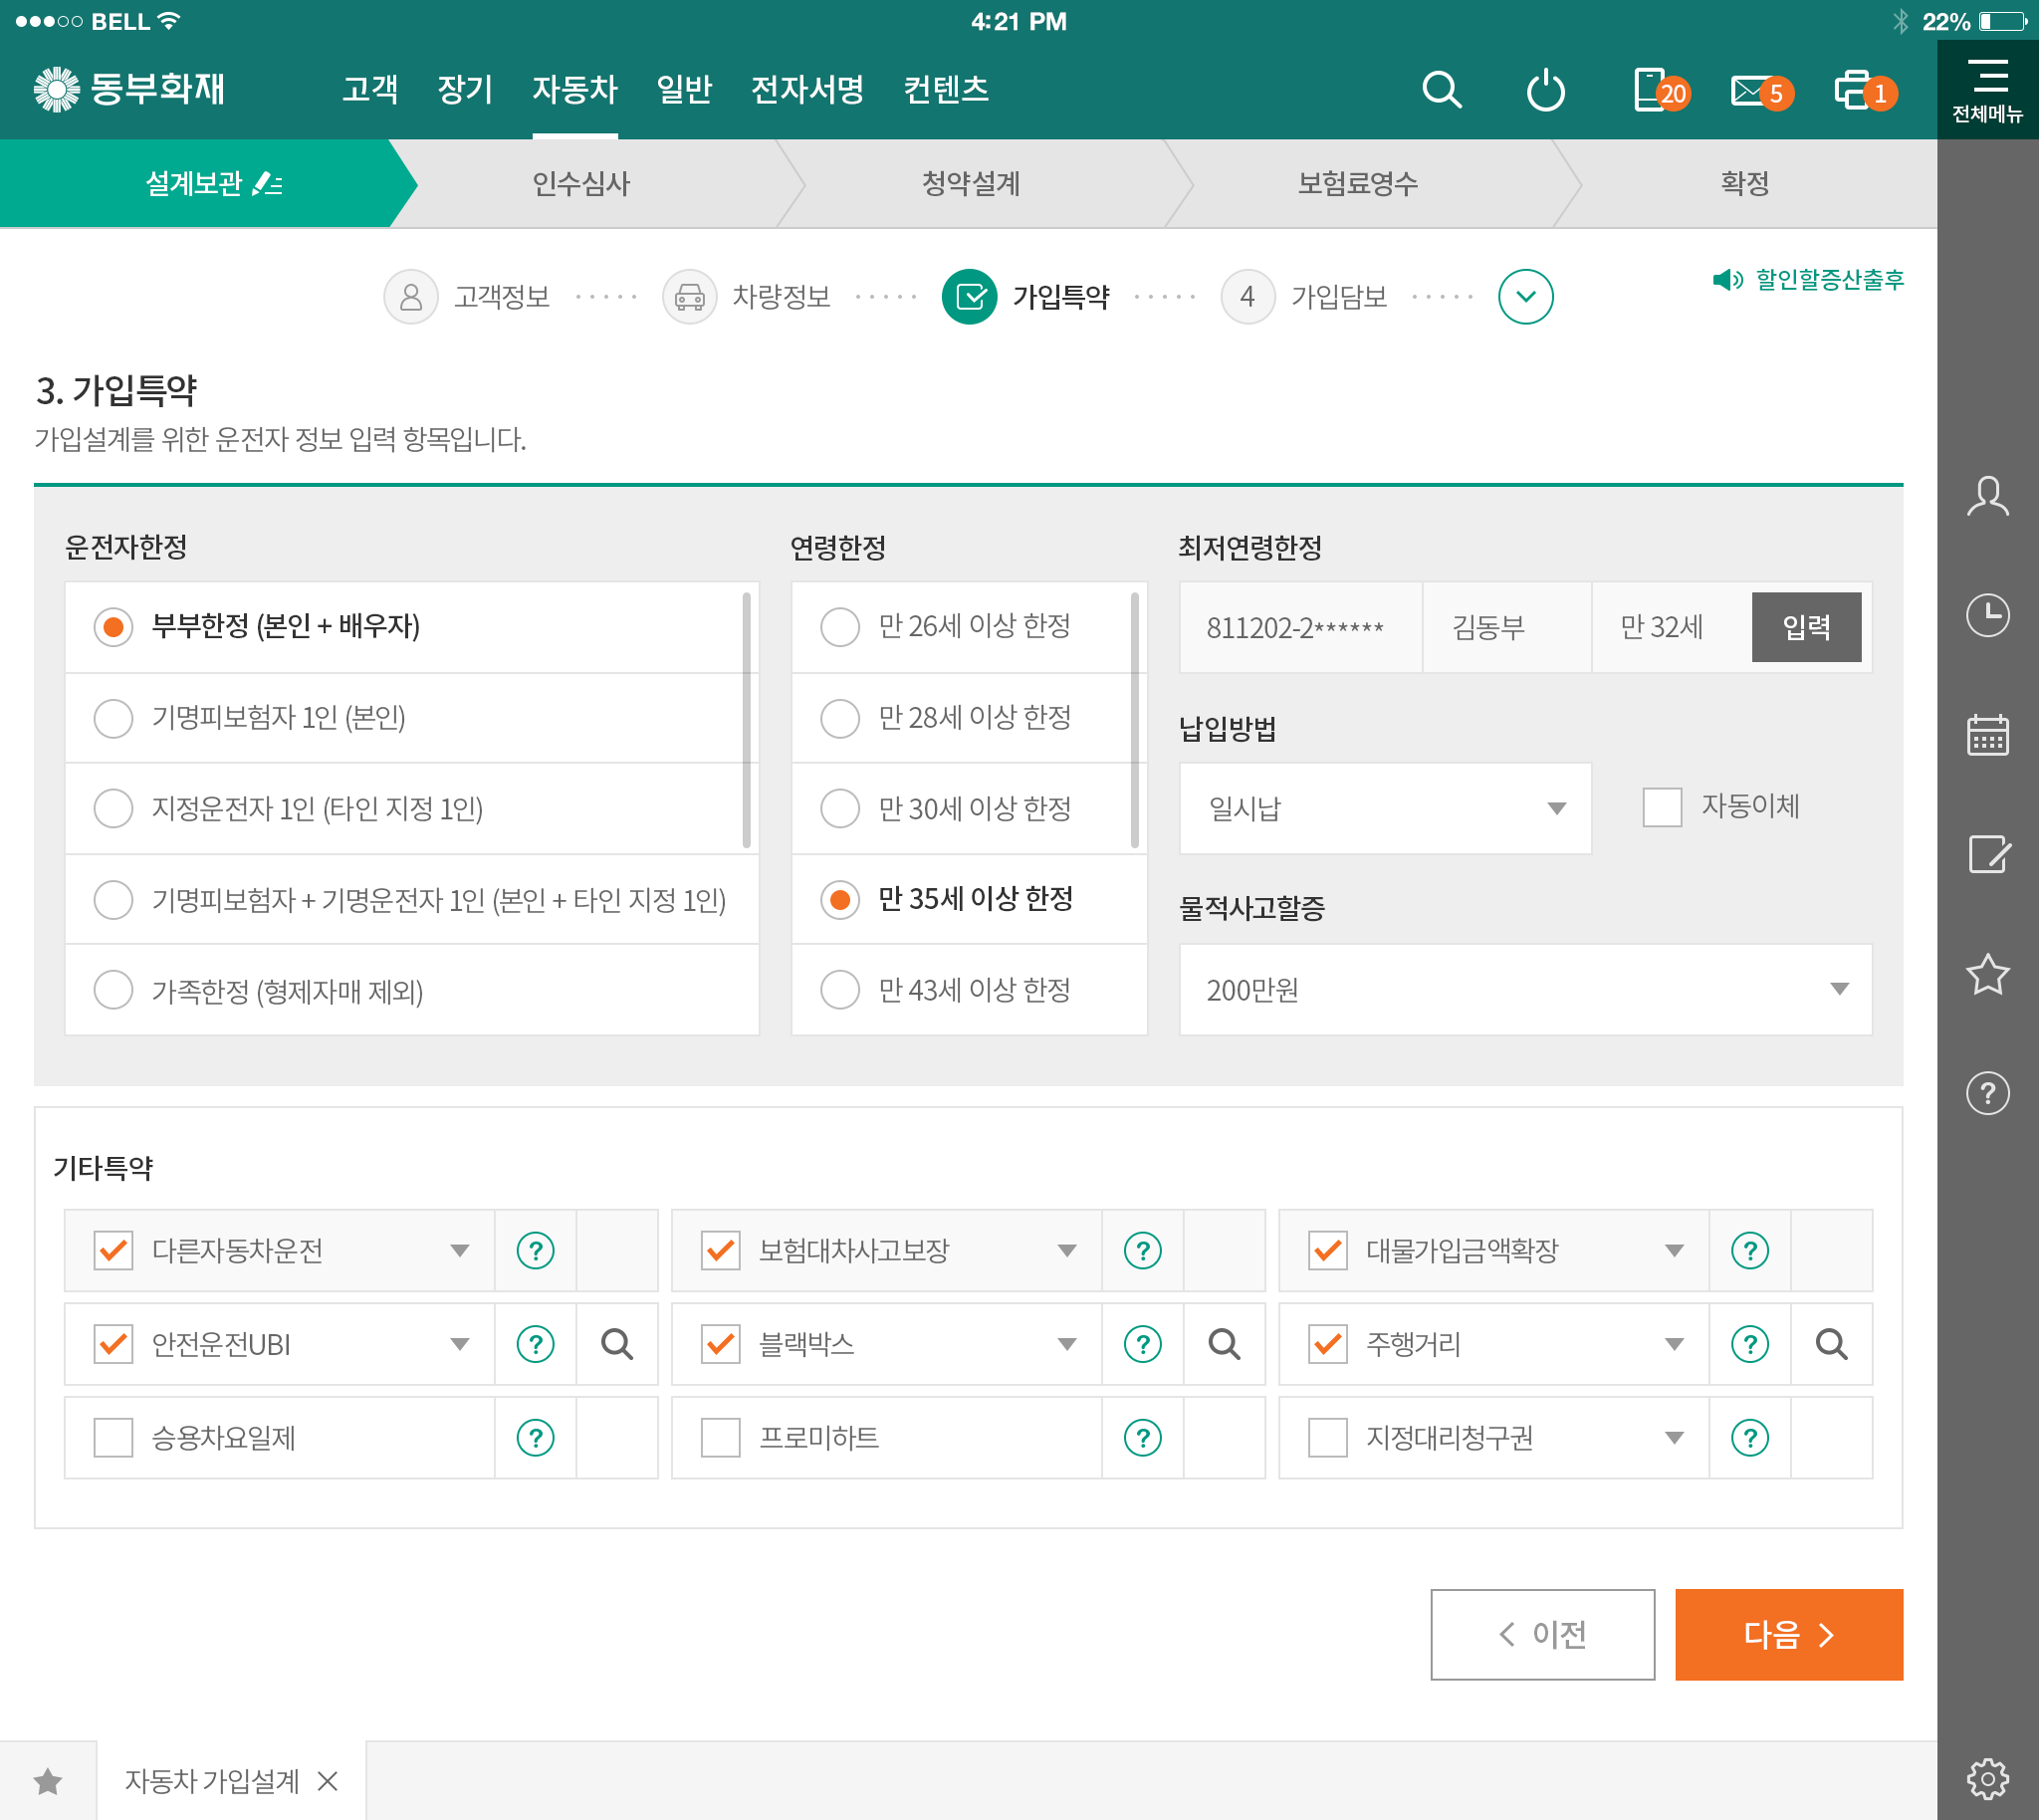 BELL 4:21 PM 22%
동부화재 고객 장기 자동차 일반 전자서명 컨텐츠 20 5 1 전체메뉴
설계보관 인수심사 청약설계 보험료영수 확정
고객정보 차량정보 가입특약 4 가입담보 할인할증산출후
3. 가입특약
가입설계를 위한 운전자 정보 입력 항목입니다.
운전자한정
부부한정 (본인 + 배우자)
기명피보험자 1인 (본인)
지정운전자 1인 (타인 지정 1인)
기명피보험자 + 기명운전자 1인 (본인 + 타인 지정 1인)
가족한정 (형제자매 제외)
연령한정
만 26세 이상 한정
만 28세 이상 한정
만 30세 이상 한정
만 35세 이상 한정
만 43세 이상 한정
최저연령한정
811202-2****** 김동부 만 32세 입력
납입방법
일시납 자동이체
물적사고할증
200만원
기타특약
다른자동차운전 ? 보험대차사고보장 ? 대물가입금액확장 ?
안전운전UBI ? 블랙박스 ? 주행거리 ?
승용차요일제 ? 프로미하트 ? 지정대리청구권 ?
이전 다음
자동차 가입설계
?